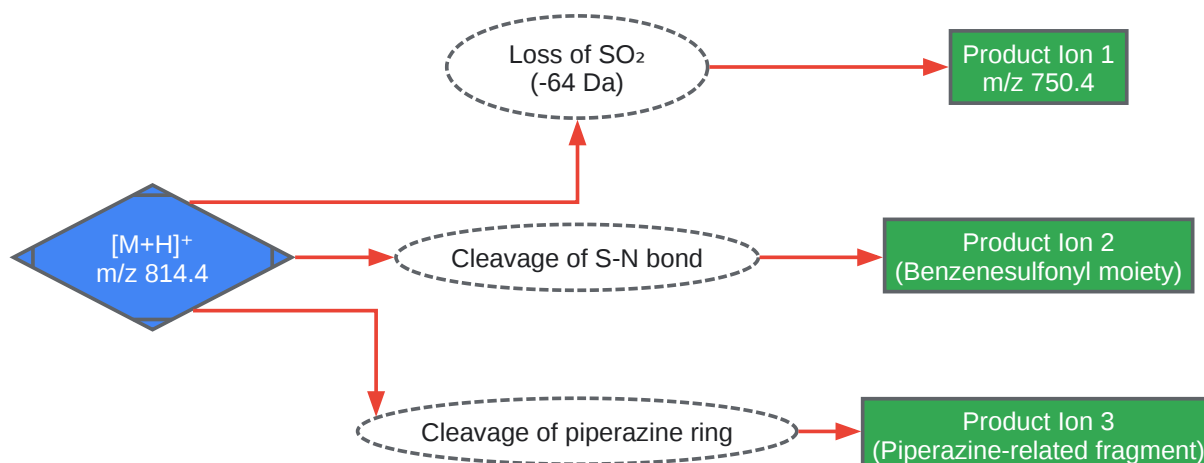 Loss of SO₂
(-64 Da)
Product Ion 1
m/z 750.4
[M+H]⁺
m/z 814.4
Cleavage of S-N bond
Product Ion 2
(Benzenesulfonyl moiety)
Cleavage of piperazine ring
Product Ion 3
(Piperazine-related fragment)